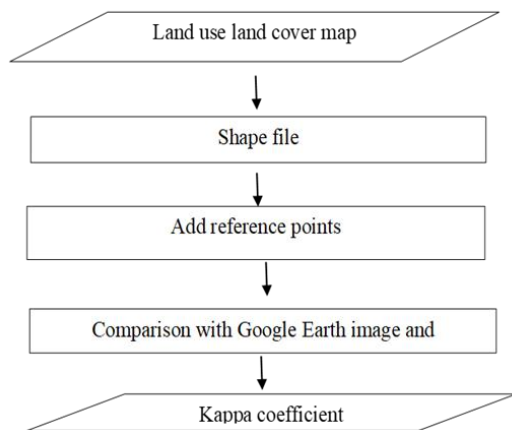 Land use land cover map
Shape file
Add reference points
Comparison with Google Earth image and
Kappa coefficient